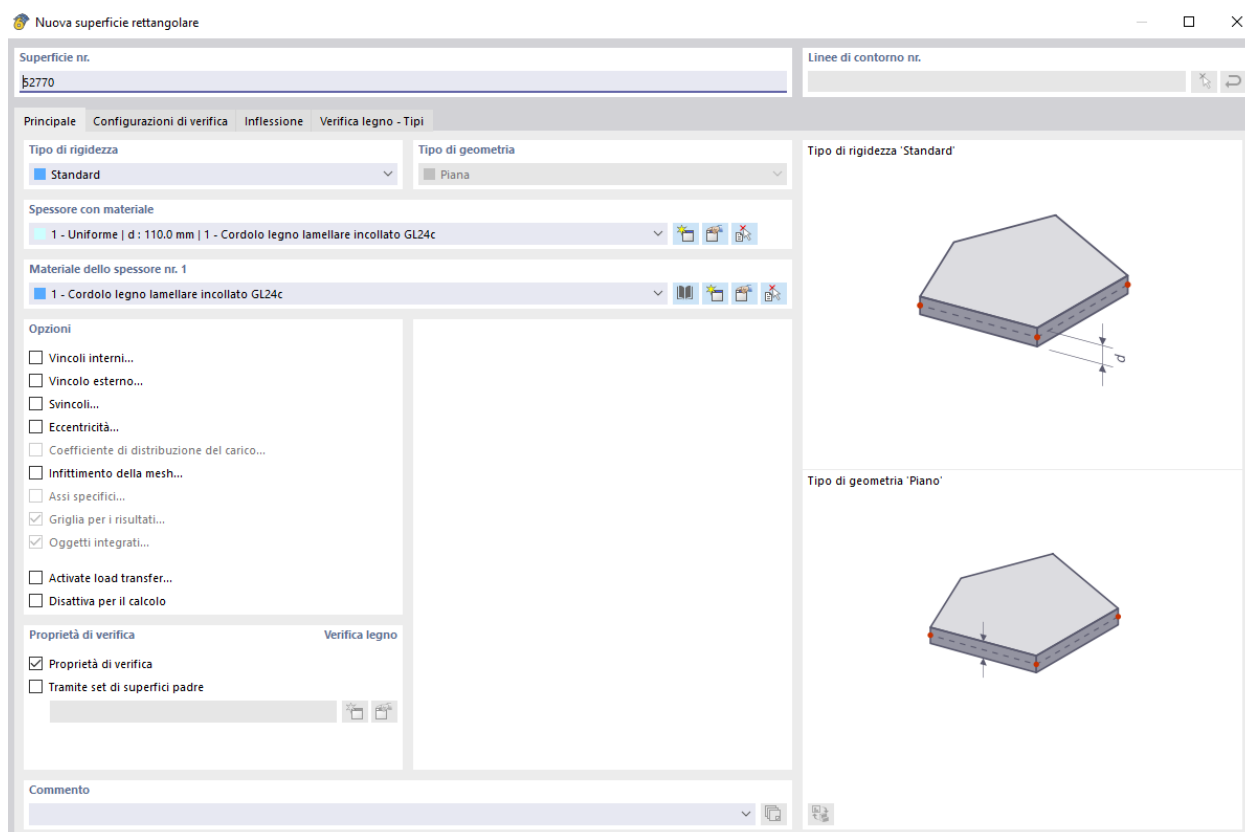 Nuova superficie rettangolare
Superficie nr.
52770
Linee di contorno nr.
Principale
Configurazioni di verifica
Inflessione
Verifica legno - Tipi
Tipo di rigidezza
Standard
Tipo di geometria
Piana
Spessore con materiale
1 - Uniforme | d : 110.0 mm | 1 - Cordolo legno lamellare incollato GL24c
Materiale dello spessore nr. 1
1 - Cordolo legno lamellare incollato GL24c
Opzioni
Vincoli interni...
Vincolo esterno...
Svincoli...
Eccentricità...
Coefficiente di distribuzione del carico...
Infittimento della mesh...
Assi specifici...
Griglia per i risultati...
Oggetti integrati...
Activate load transfer...
Disattiva per il calcolo
Proprietà di verifica
Verifica legno
Proprietà di verifica
Tramite set di superfici padre
Commento
Tipo di rigidezza 'Standard'
d
Tipo di geometria 'Piano'